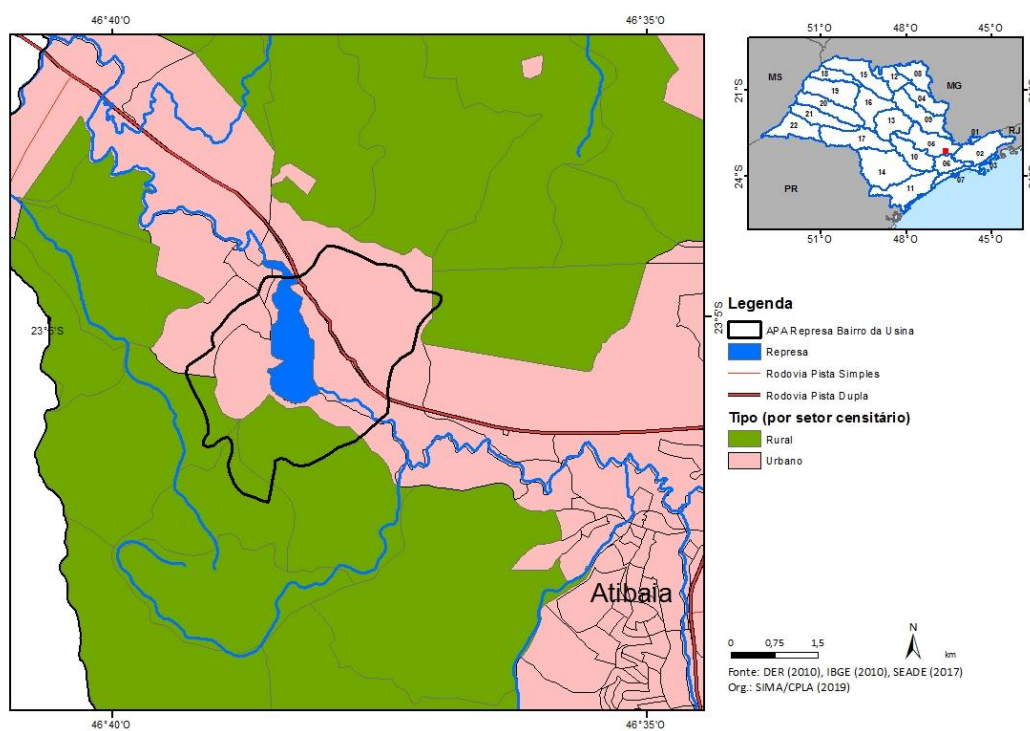 46°40'O
46°35'O
23°5'S
23°5'S
Atibaia
46°40'O
46°35'O
51°O
48°O
45°O
21°S
24°S
MS
MG
RJ
PR
18
15
12
08
19
04
20
16
21
13
09
22
17
06
01
10
06
02
03
14
07
11
51°O
48°O
45°O
Legenda
APA Represa Bairro da Usina
Represa
Rodovia Pista Simples
Rodovia Pista Dupla
Tipo (por setor censitário)
Rural
Urbano
0 0,75 1,5
km
N
Fonte: DER (2010), IBGE (2010), SEADE (2017)
Org.: SIMA/CPLA (2019)